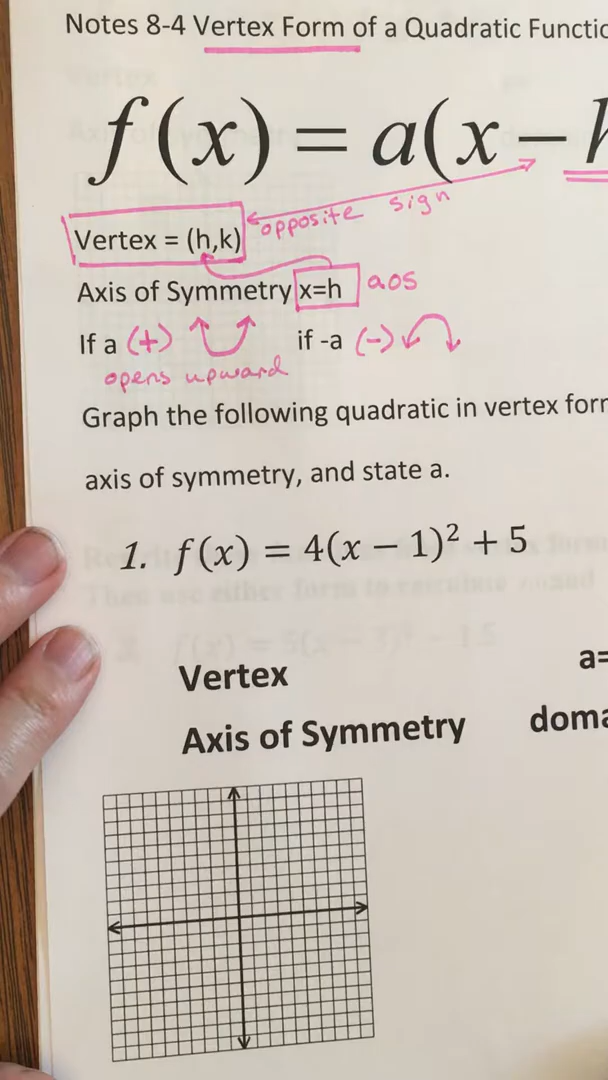 Notes 8-4 Vertex Form of a Quadratic Functio
f(x) = a(x − h
Vertex = (h,k) opposite sign
Axis of Symmetry x=h aos
If a (+) if -a (-)
opens upward
Graph the following quadratic in vertex for
axis of symmetry, and state a.
1. f(x) = 4(x − 1)² + 5
Vertex a=
Axis of Symmetry doma